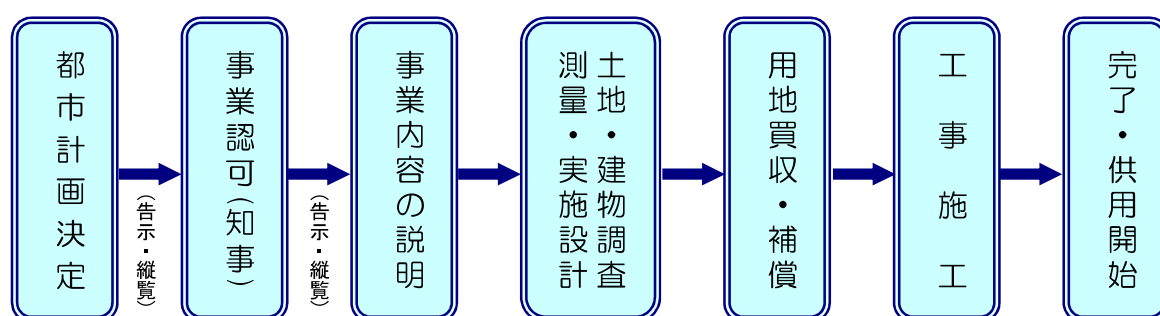 都市計画決定
（告示・縦覧）
事業認可（知事）
（告示・縦覧）
事業内容の説明
土地・建物調査
測量・実施設計
用地買収・補償
工事施工
完了・供用開始